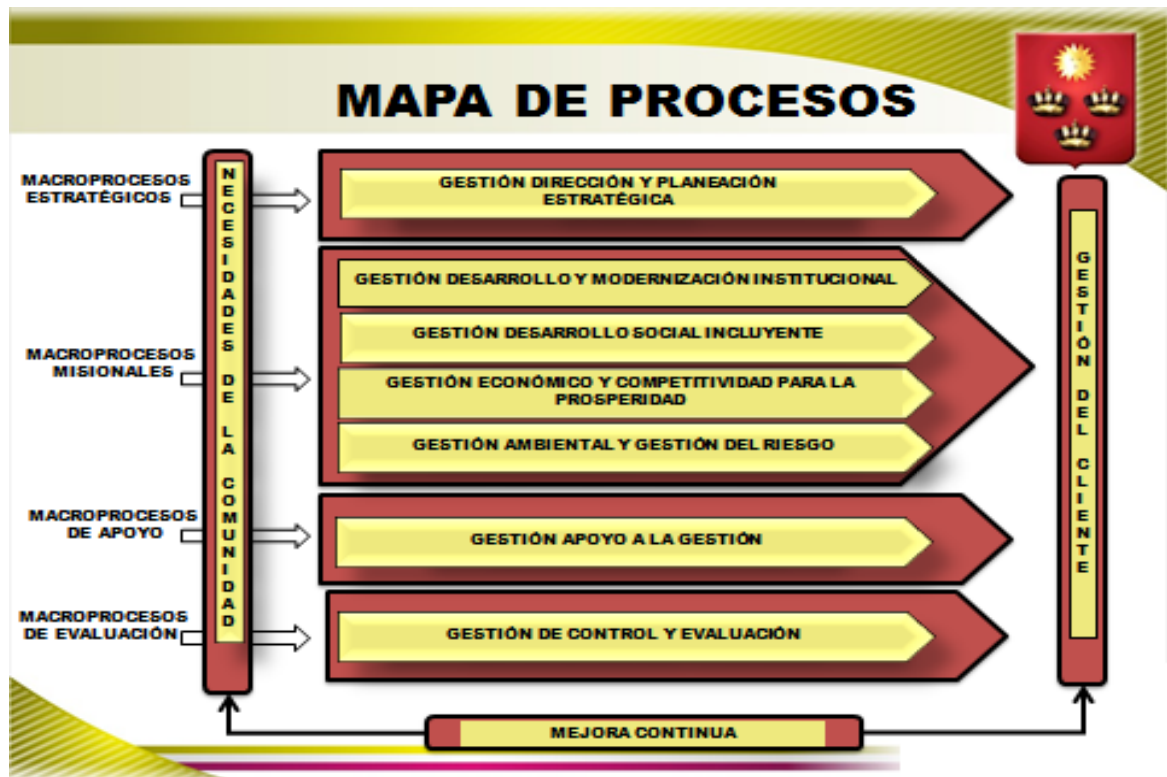 MAPA DE PROCESOS
MACROPROCESOS
ESTRATÉGICOS
NECESIDADES DE LA COMUNIDAD
GESTIÓN DIRECCIÓN Y PLANEACIÓN
ESTRATÉGICA
MACROPROCESOS
MISIONALES
GESTIÓN DESARROLLO Y MODERNIZACIÓN INSTITUCIONAL
GESTIÓN DESARROLLO SOCIAL INCLUYENTE
GESTIÓN ECONÓMICO Y COMPETITIVIDAD PARA LA
PROSPERIDAD
GESTIÓN AMBIENTAL Y GESTIÓN DEL RIESGO
MACROPROCESOS
DE APOYO
GESTIÓN APOYO A LA GESTIÓN
MACROPROCESOS
DE EVALUACIÓN
GESTIÓN DE CONTROL Y EVALUACIÓN
GESTIÓN DEL CLIENTE
MEJORA CONTINUA